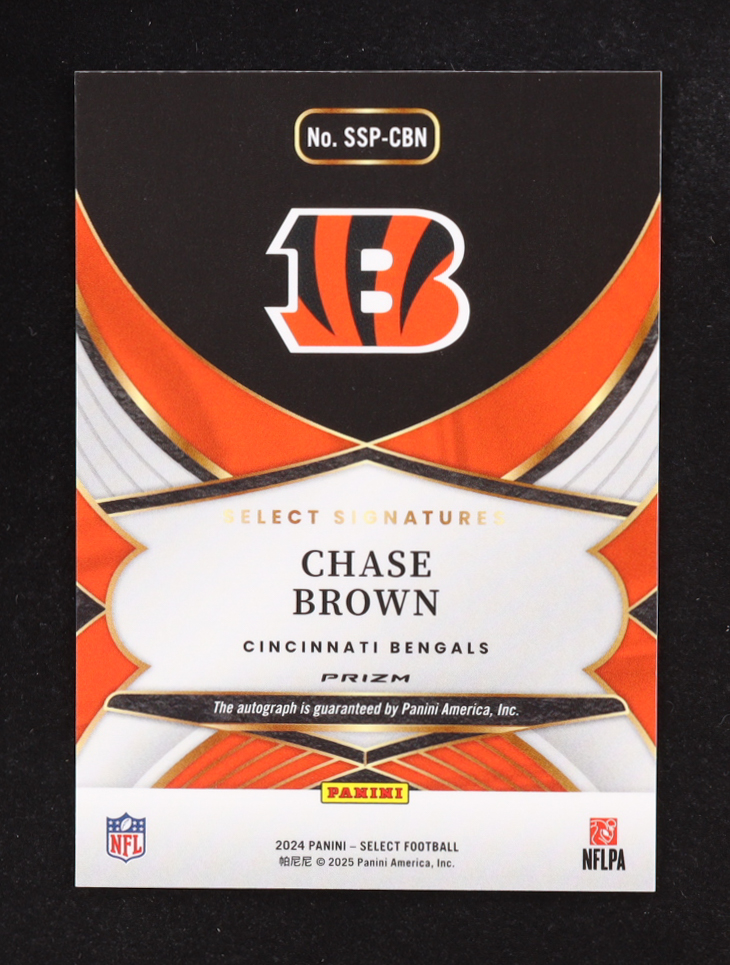 No. SSP-CBN
SELECT SIGNATURES
CHASE
BROWN
CINCINNATI BENGALS
PRIZM
The autograph is guaranteed by Panini America, Inc.
PANINI
NFL
2024 PANINI – SELECT FOOTBALL
帕尼尼 © 2025 Panini America, Inc.
NFLPA